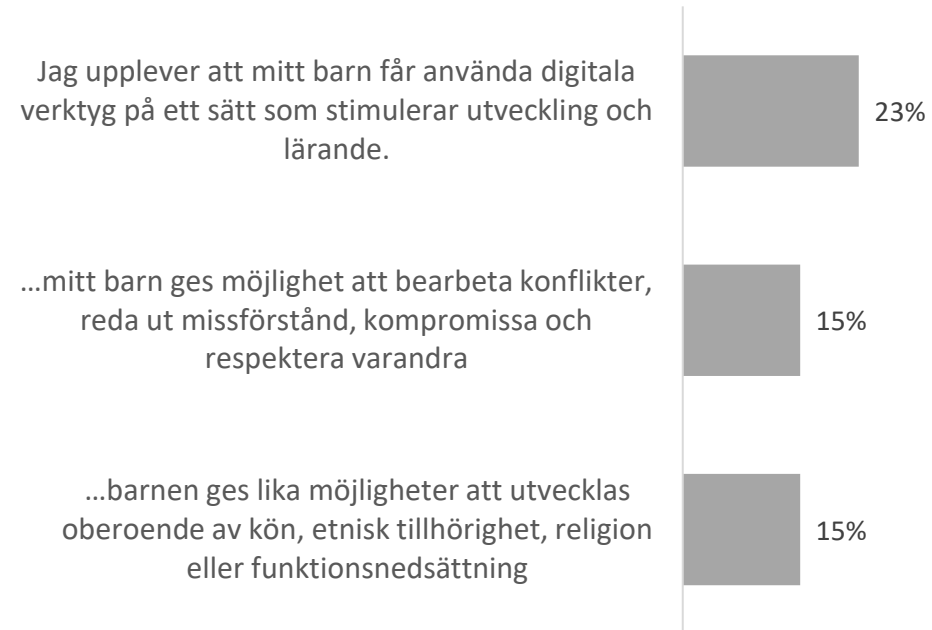 Jag upplever att mitt barn får använda digitala
verktyg på ett sätt som stimulerar utveckling och
lärande.
23%
…mitt barn ges möjlighet att bearbeta konflikter,
reda ut missförstånd, kompromissa och
respektera varandra
15%
…barnen ges lika möjligheter att utvecklas
oberoende av kön, etnisk tillhörighet, religion
eller funktionsnedsättning
15%